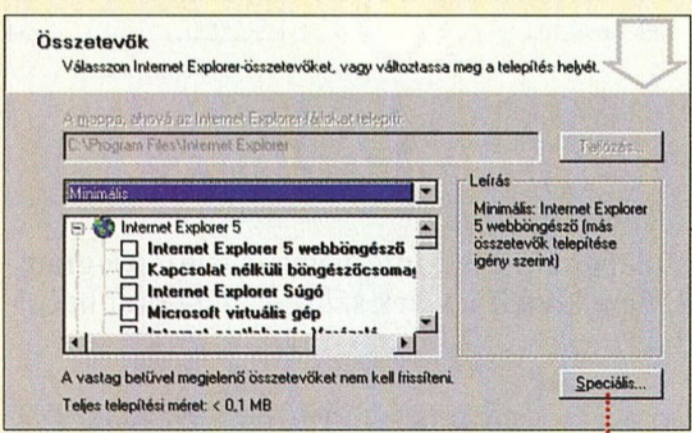 Összetevők
Válasszon Internet Explorer-összetevőket, vagy változtassa meg a telepítés helyét.
A mappa, ahová az Internet Explorer fájlokat telepíti:
C:\Program Files\Internet Explorer
Tallózás...
Minimális
Internet Explorer 5
Internet Explorer 5 webböngésző
Kapcsolat nélküli böngészőcsomag
Internet Explorer Súgó
Microsoft virtuális gép
Leírás
Minimális: Internet Explorer
5 webböngésző (más
összetevők telepítése
igény szerint)
A vastag betűvel megjelenő összetevőket nem kell frissíteni.
Teljes telepítési méret: < 0,1 MB
Speciális...